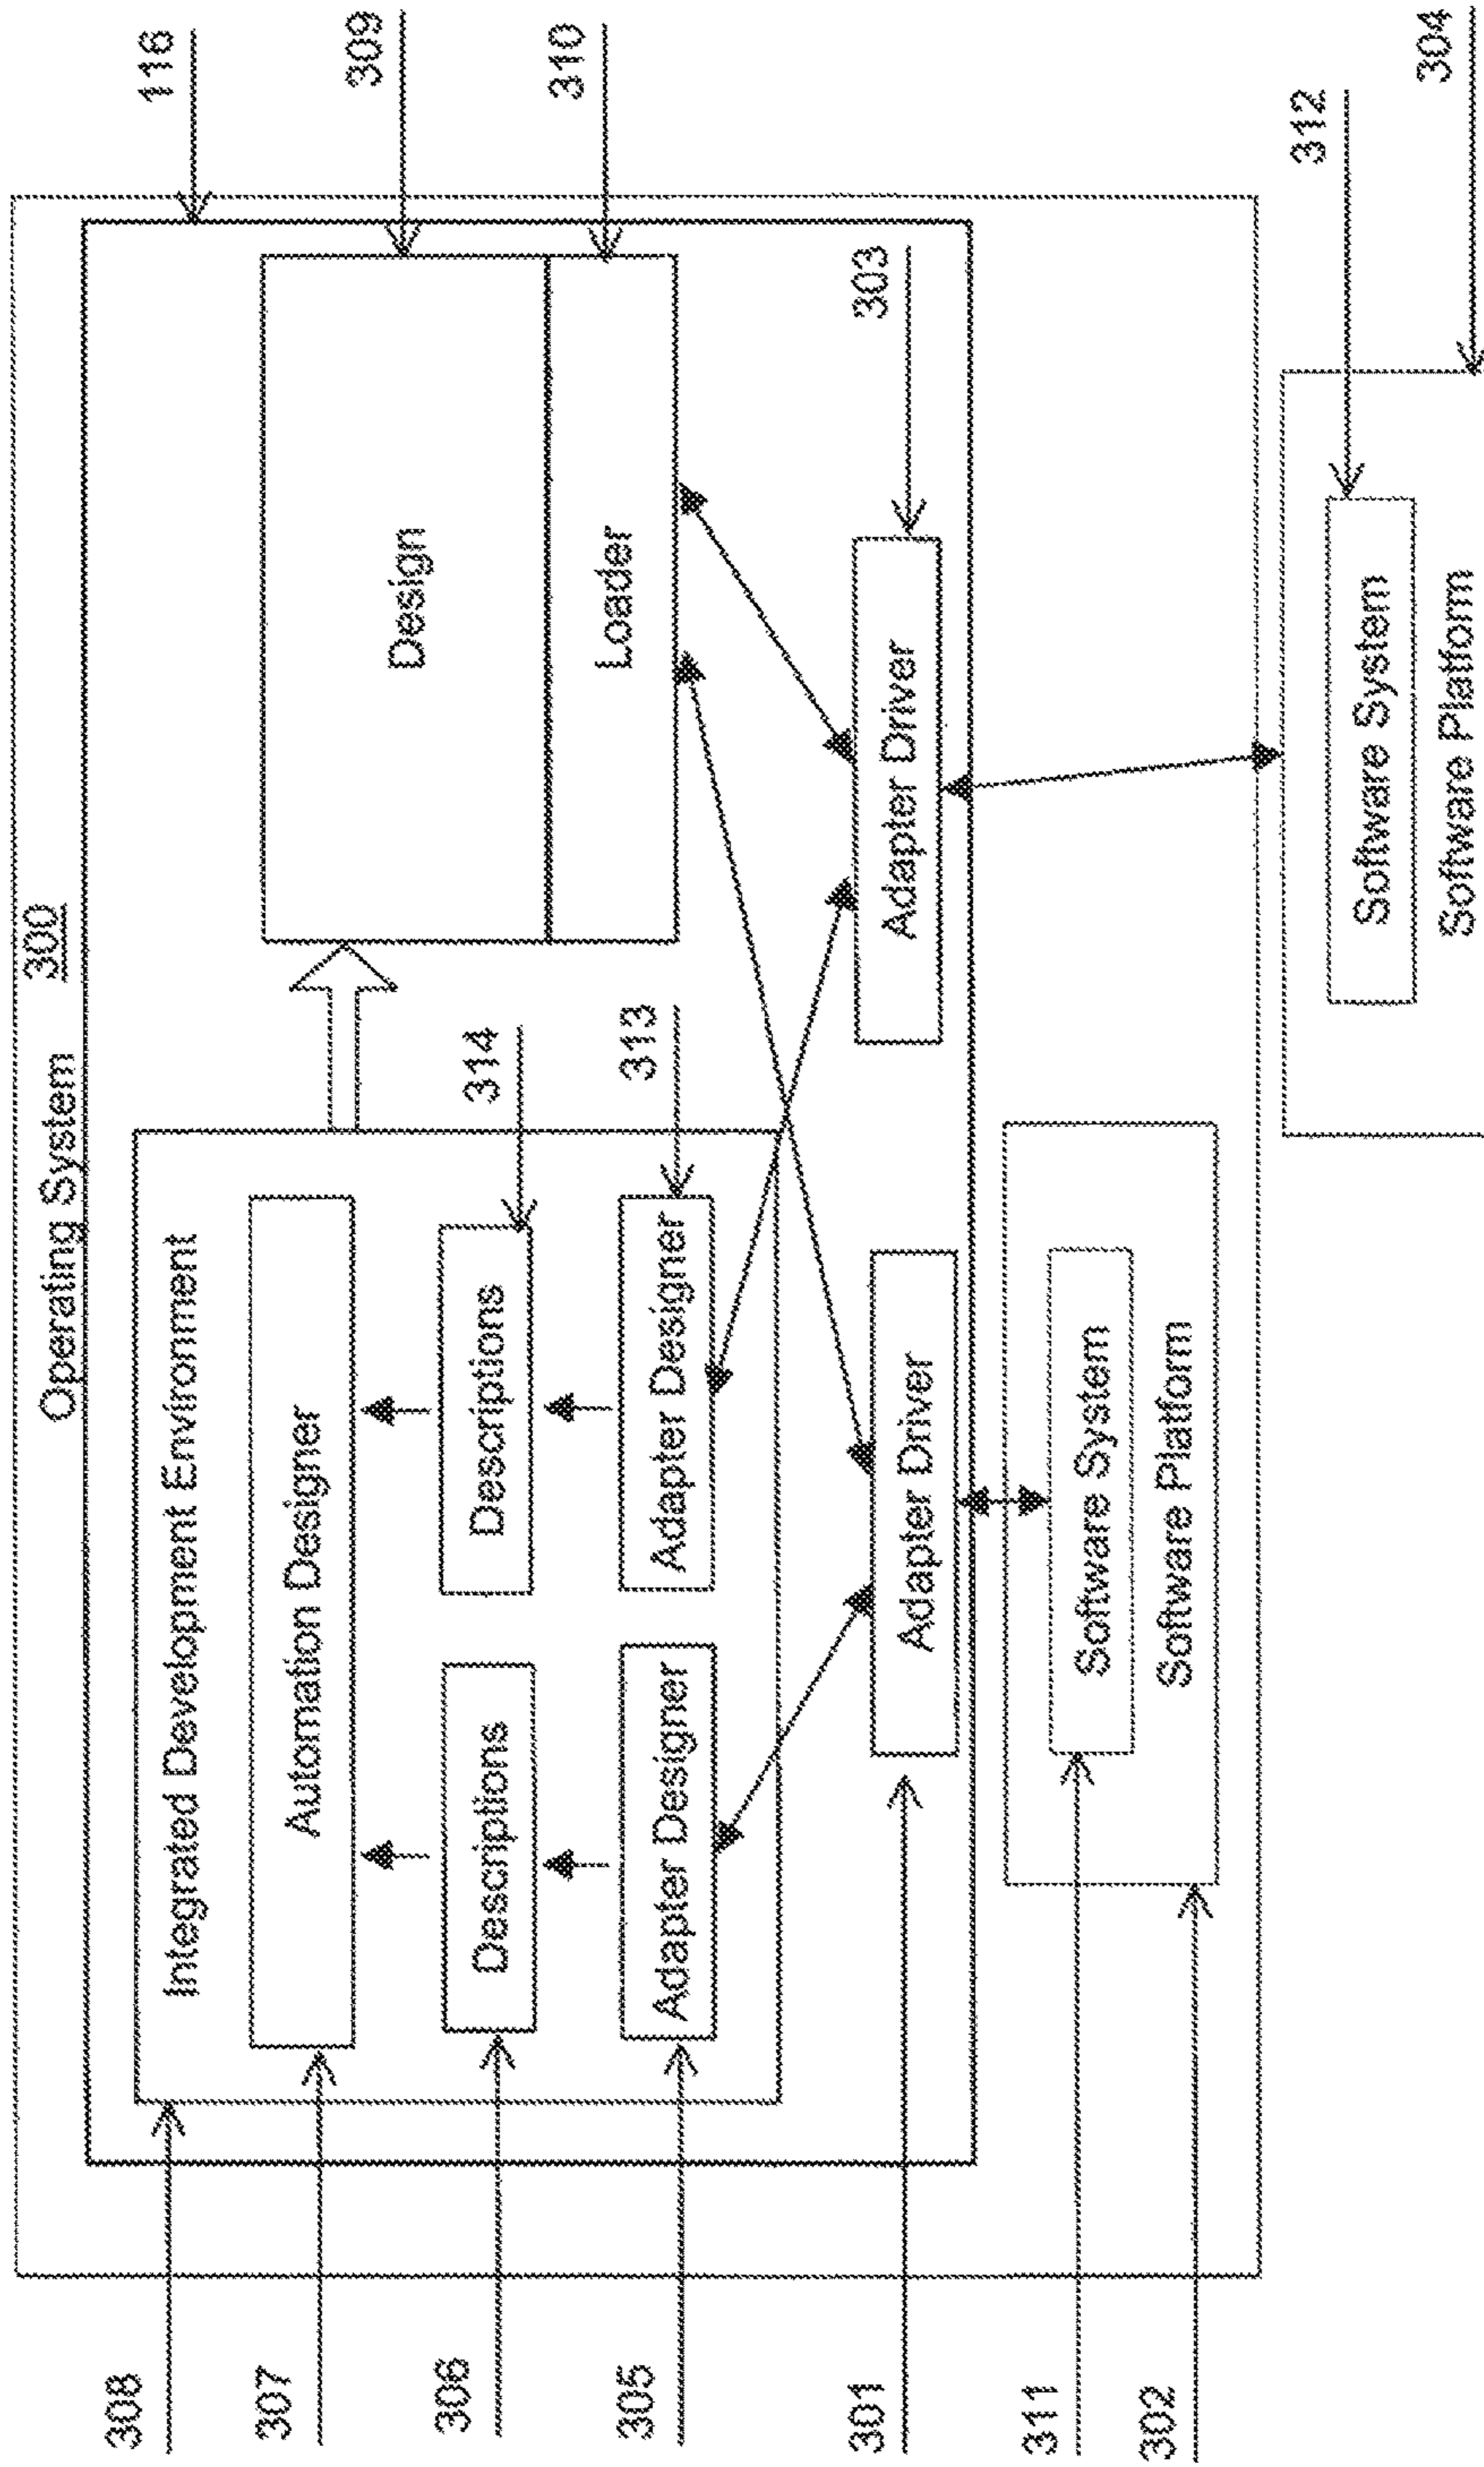 Operating System 300
116
309
310
308
Integrated Development Environment
307
Automation Designer
Design
314
306
Descriptions
Descriptions
Loader
313
305
Adapter Designer
Adapter Designer
303
301
Adapter Driver
Adapter Driver
311
Software System
302
Software Platform
312
Software System
Software Platform
304